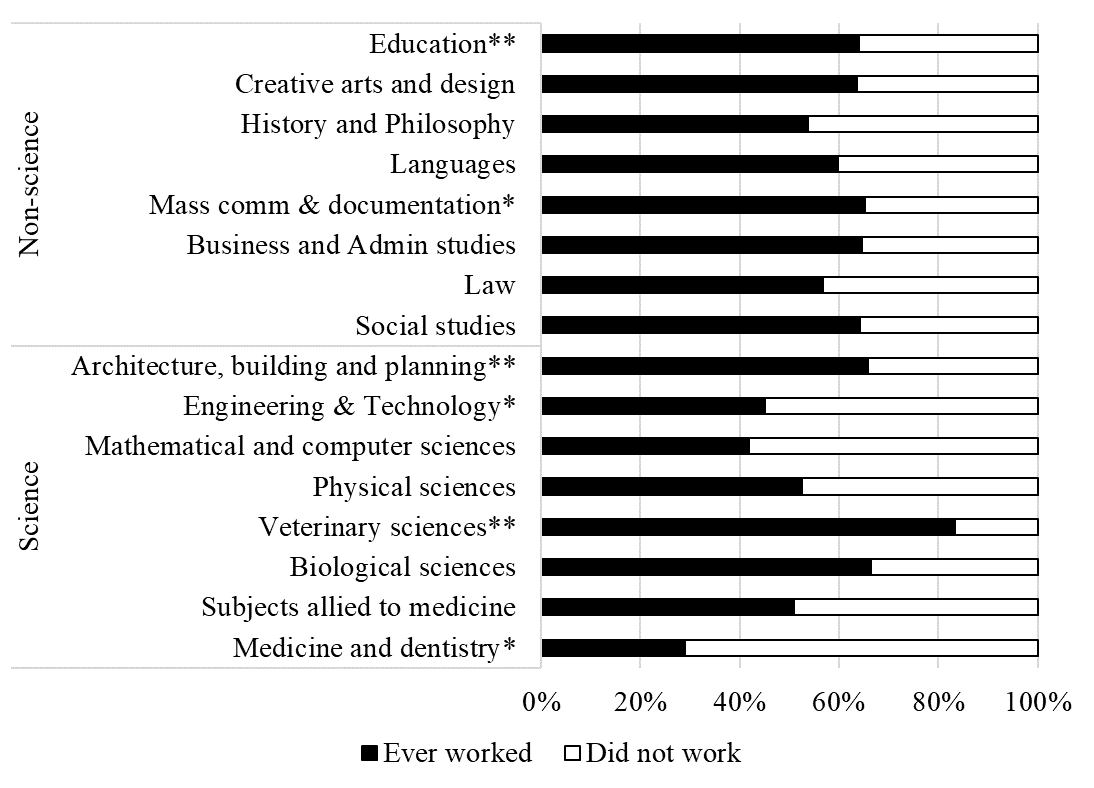 Non-science
Education**
Creative arts and design
History and Philosophy
Languages
Mass comm & documentation*
Business and Admin studies
Law
Social studies
Science
Architecture, building and planning**
Engineering & Technology*
Mathematical and computer sciences
Physical sciences
Veterinary sciences**
Biological sciences
Subjects allied to medicine
Medicine and dentistry*
0% 20% 40% 60% 80% 100%
Ever worked Did not work